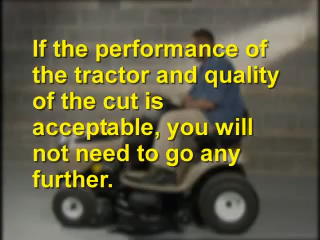 If the performance of
the tractor and quality
of the cut is
acceptable, you will
not need to go any
further.